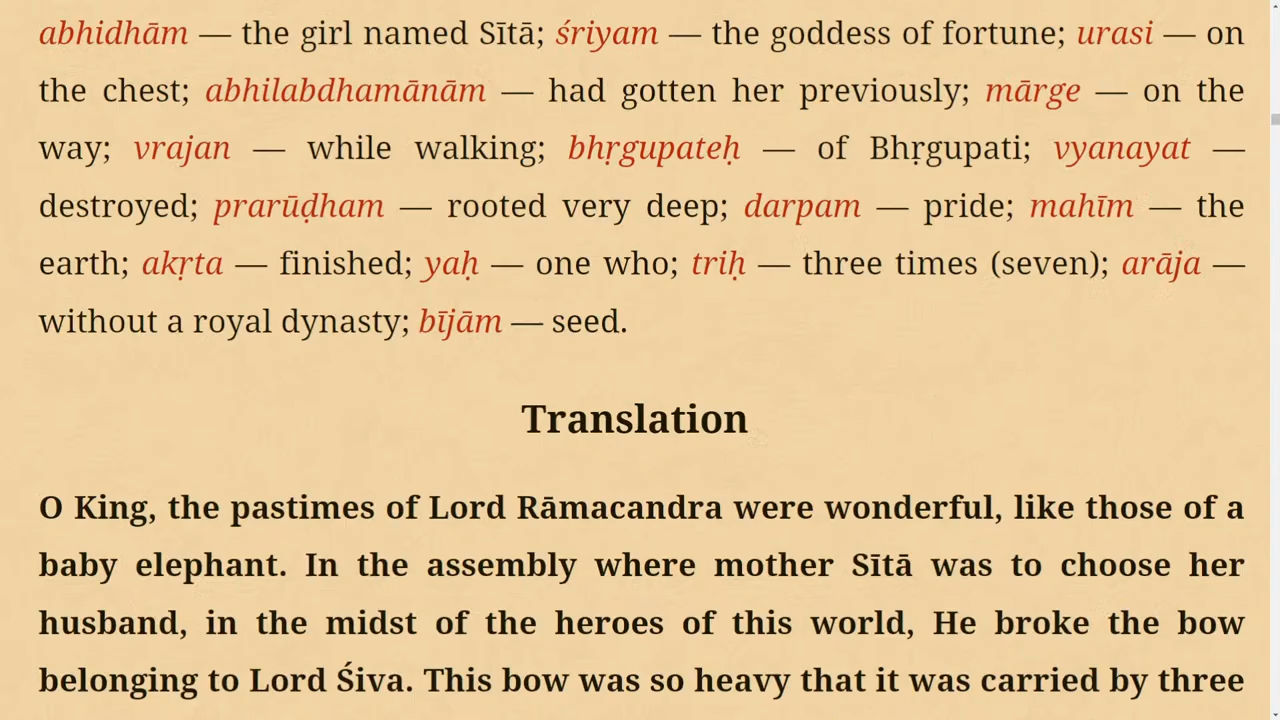 abhidhām — the girl named Sītā; śriyam — the goddess of fortune; urasi — on
the chest; abhilabdhamānām — had gotten her previously; mārge — on the
way; vrajan — while walking; bhṛgupateḥ — of Bhṛgupati; vyanayat —
destroyed; prarūḍham — rooted very deep; darpam — pride; mahīm — the
earth; akṛta — finished; yaḥ — one who; triḥ — three times (seven); arāja —
without a royal dynasty; bījām — seed.
Translation
O King, the pastimes of Lord Rāmacandra were wonderful, like those of a
baby elephant. In the assembly where mother Sītā was to choose her
husband, in the midst of the heroes of this world, He broke the bow
belonging to Lord Śiva. This bow was so heavy that it was carried by three